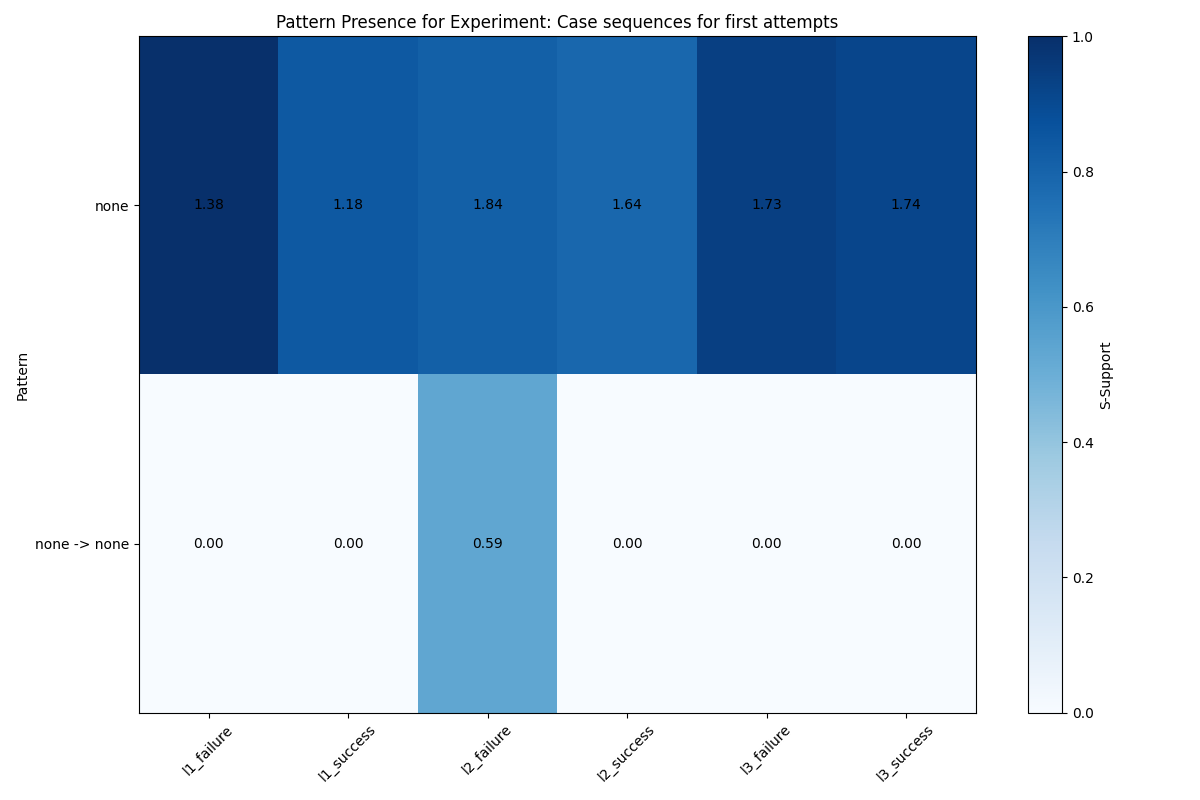 Pattern Presence for Experiment: Case sequences for first attempts
Pattern
none
1.38 1.18 1.84 1.64 1.73 1.74
none -> none
0.00 0.00 0.59 0.00 0.00 0.00
l1_failure l1_success l2_failure l2_success l3_failure l3_success
1.0
0.8
0.6
0.4
0.2
0.0
S-Support